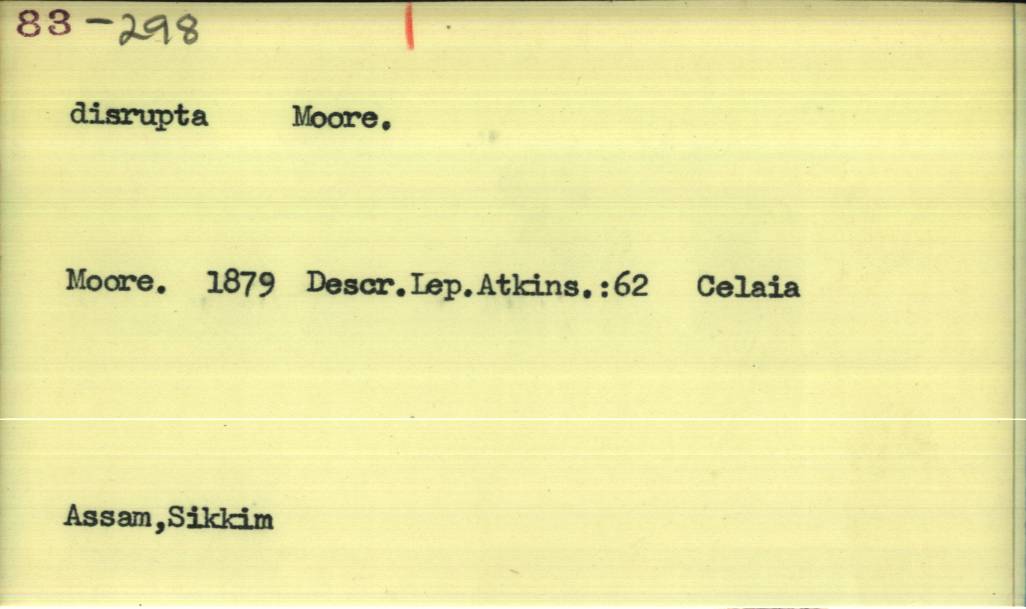 83-298
disrupta Moore.
Moore. 1879 Descr.Lep.Atkins.:62 Celaia
Assam,Sikkim